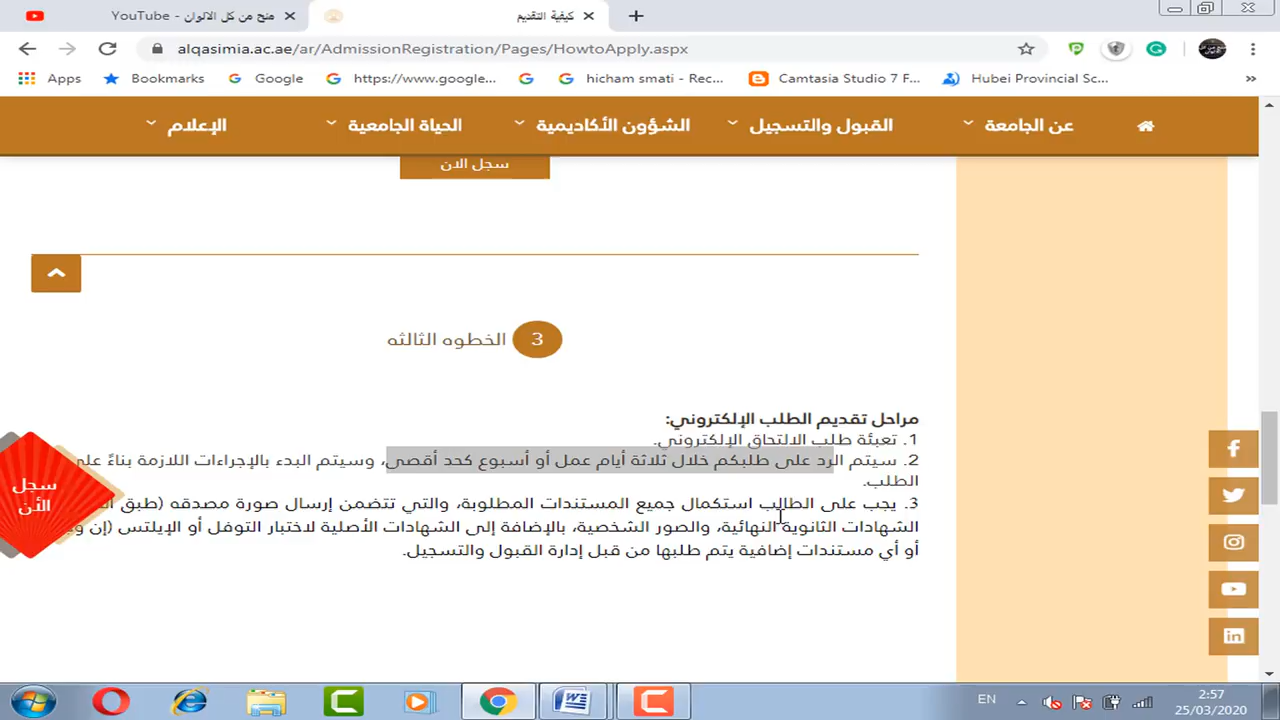 منح من كل الالوان - YouTube
كيفية التقديم
alqasimia.ac.ae/ar/AdmissionRegistration/Pages/HowtoApply.aspx
Apps Bookmarks Google https://www.google... hicham smati - Rec... Camtasia Studio 7 F... Hubei Provincial Sc... »
عن الجامعة القبول والتسجيل الشؤون الأكاديمية الحياة الجامعية الإعلام
سجل الان
3 الخطوه الثالثه
مراحل تقديم الطلب الإلكتروني:
1. تعبئة طلب الالتحاق الإلكتروني.
2. سيتم الرد على طلبكم خلال ثلاثة أيام عمل أو أسبوع كحد أقصى، وسيتم البدء بالإجراءات اللازمة بناءً على
الطلب.
3. يجب على الطالب استكمال جميع المستندات المطلوبة، والتي تتضمن إرسال صورة مصدقه (طبق
الشهادات الثانوية النهائية، والصور الشخصية، بالإضافة إلى الشهادات الأصلية لاختبار التوفل أو الإيلتس (إن
أو أي مستندات إضافية يتم طلبها من قبل إدارة القبول والتسجيل.
سجل
الأن
EN
2:57
25/03/2020